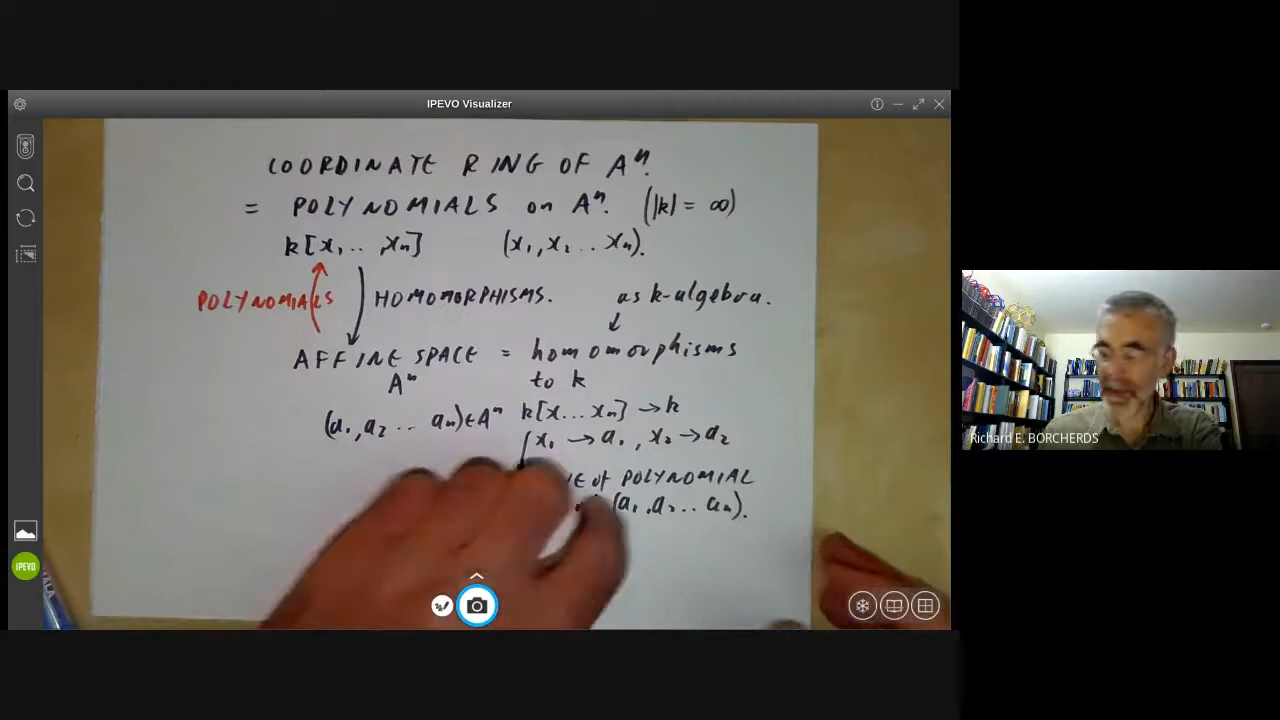 IPEVO Visualizer
COORDINATE RING OF Aⁿ.
= POLYNOMIALS on Aⁿ. (|k| = ∞)
k[x₁..,xₙ] (x₁,x₂..xₙ).
POLYNOMIALS HOMOMORPHISMS. as k-algebra.
AFFINE SPACE = homomorphisms
Aⁿ to k
(a₁,a₂... aₙ)∈Aⁿ k[x...xₙ]→k
x₁→a₁, x₂→a₂
of POLYNOMIAL
(a₁,a₂..aₙ).
Richard E. BORCHERDS
IPEVO